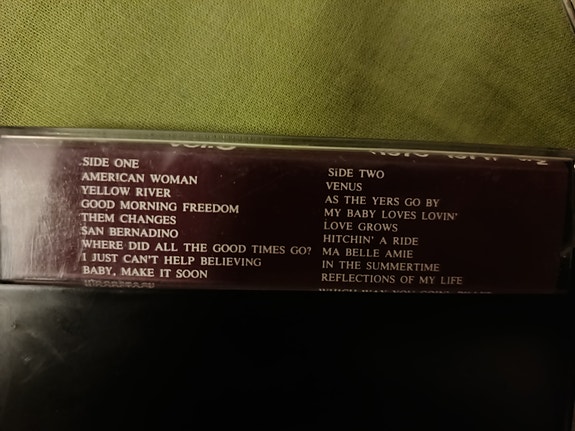 SIDE ONE
AMERICAN WOMAN
YELLOW RIVER
GOOD MORNING FREEDOM
THEM CHANGES
SAN BERNADINO
WHERE DID ALL THE GOOD TIMES GO?
I JUST CAN'T HELP BELIEVING
BABY, MAKE IT SOON
SiDE TWO
VENUS
AS THE YERS GO BY
MY BABY LOVES LOVIN'
LOVE GROWS
HITCHIN' A RIDE
MA BELLE AMIE
IN THE SUMMERTIME
REFLECTIONS OF MY LIFE